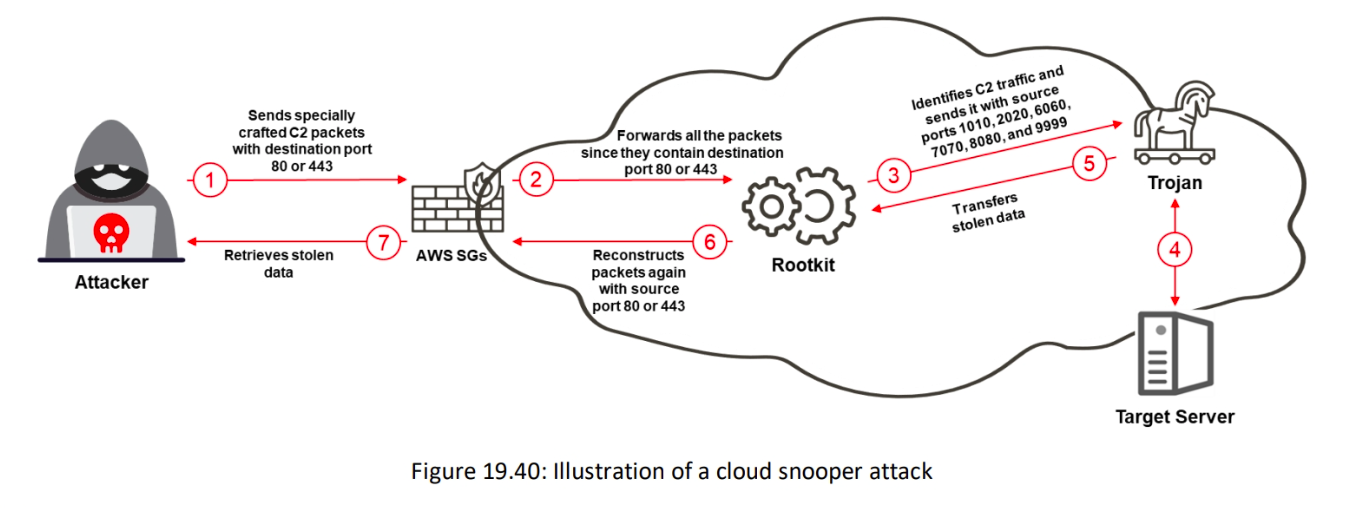 Sends specially
crafted C2 packets
with destination port
80 or 443
1
Attacker
AWS SGs
7
Retrieves stolen
data
2
Forwards all the packets
since they contain destination
port 80 or 443
6
Reconstructs
packets again
with source
port 80 or 443
Rootkit
Identifies C2 traffic and
sends it with source
ports 1010, 2020, 6060,
7070, 8080, and 9999
3
5
Transfers
stolen data
Trojan
4
Target Server
Figure 19.40: Illustration of a cloud snooper attack